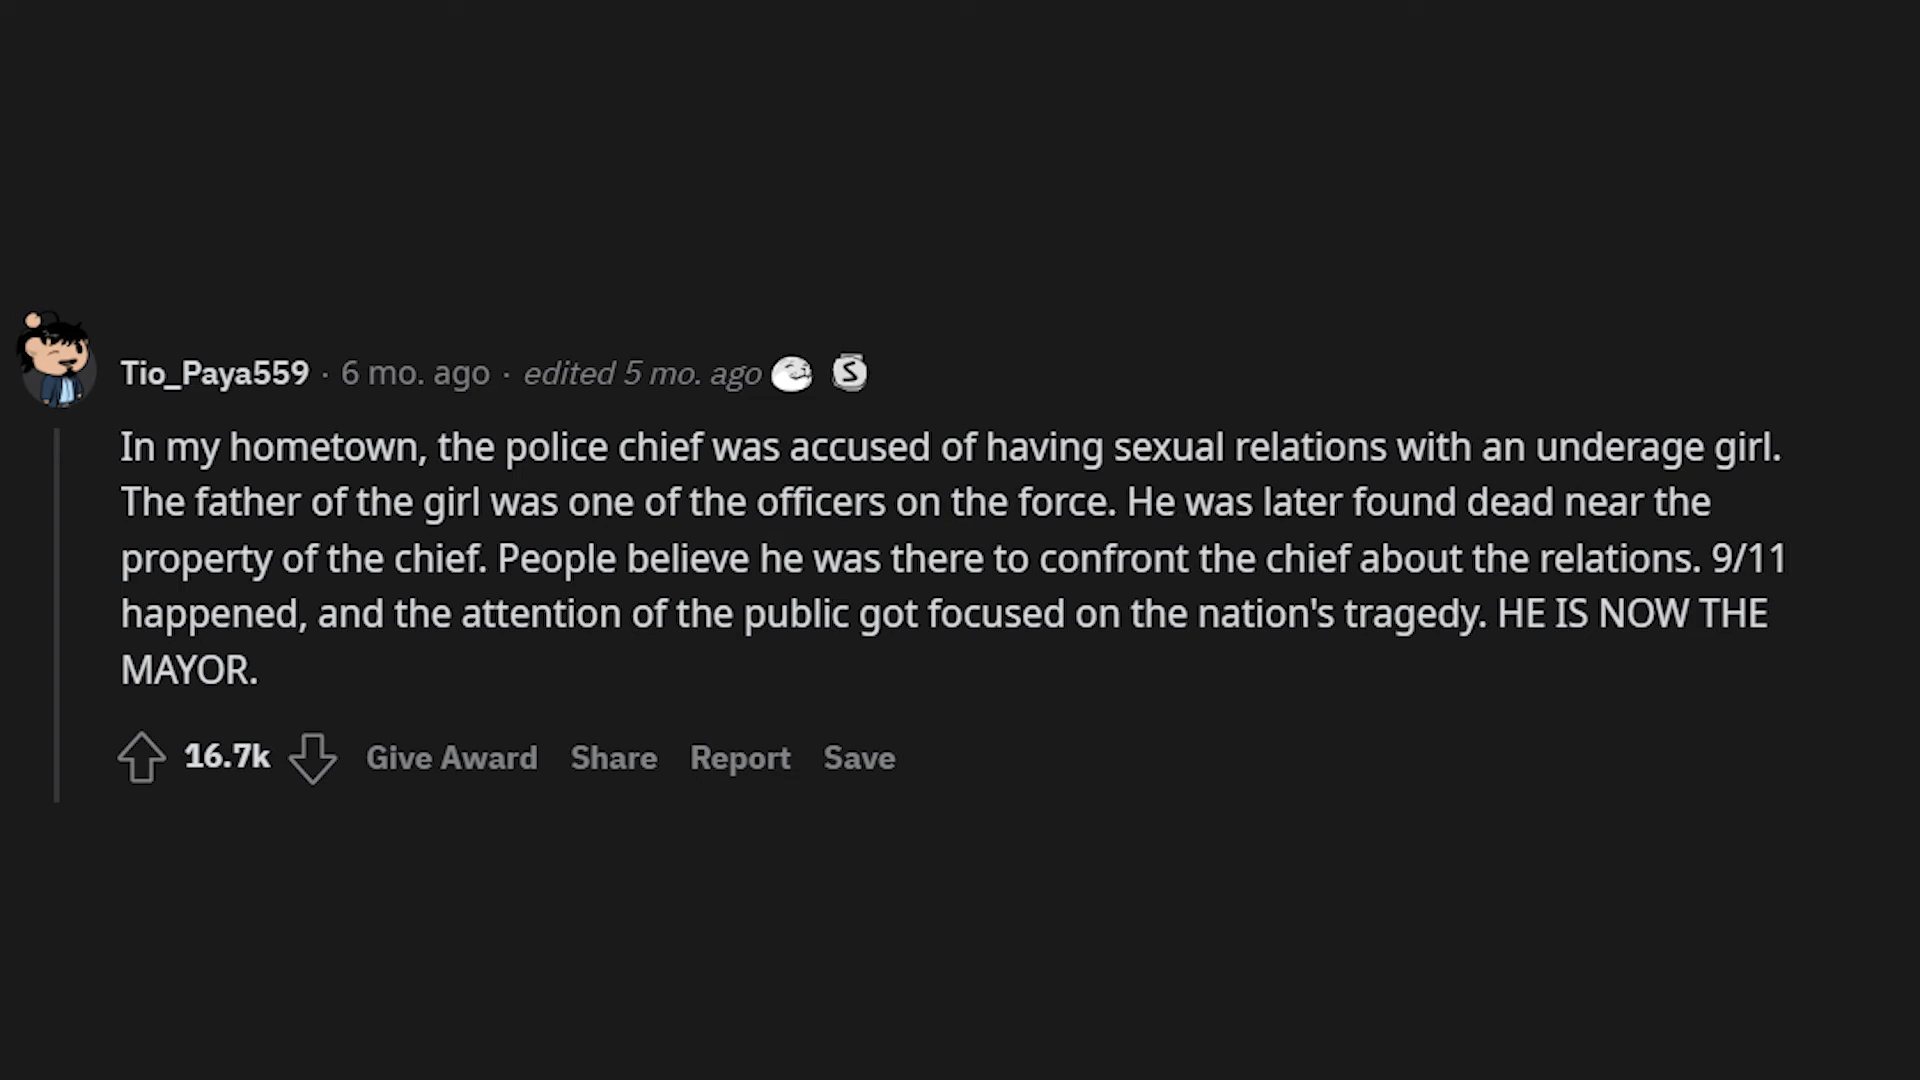 Tio_Paya559 · 6 mo. ago · edited 5 mo. ago S
In my hometown, the police chief was accused of having sexual relations with an underage girl.
The father of the girl was one of the officers on the force. He was later found dead near the
property of the chief. People believe he was there to confront the chief about the relations. 9/11
happened, and the attention of the public got focused on the nation's tragedy. HE IS NOW THE
MAYOR.
16.7k Give Award Share Report Save